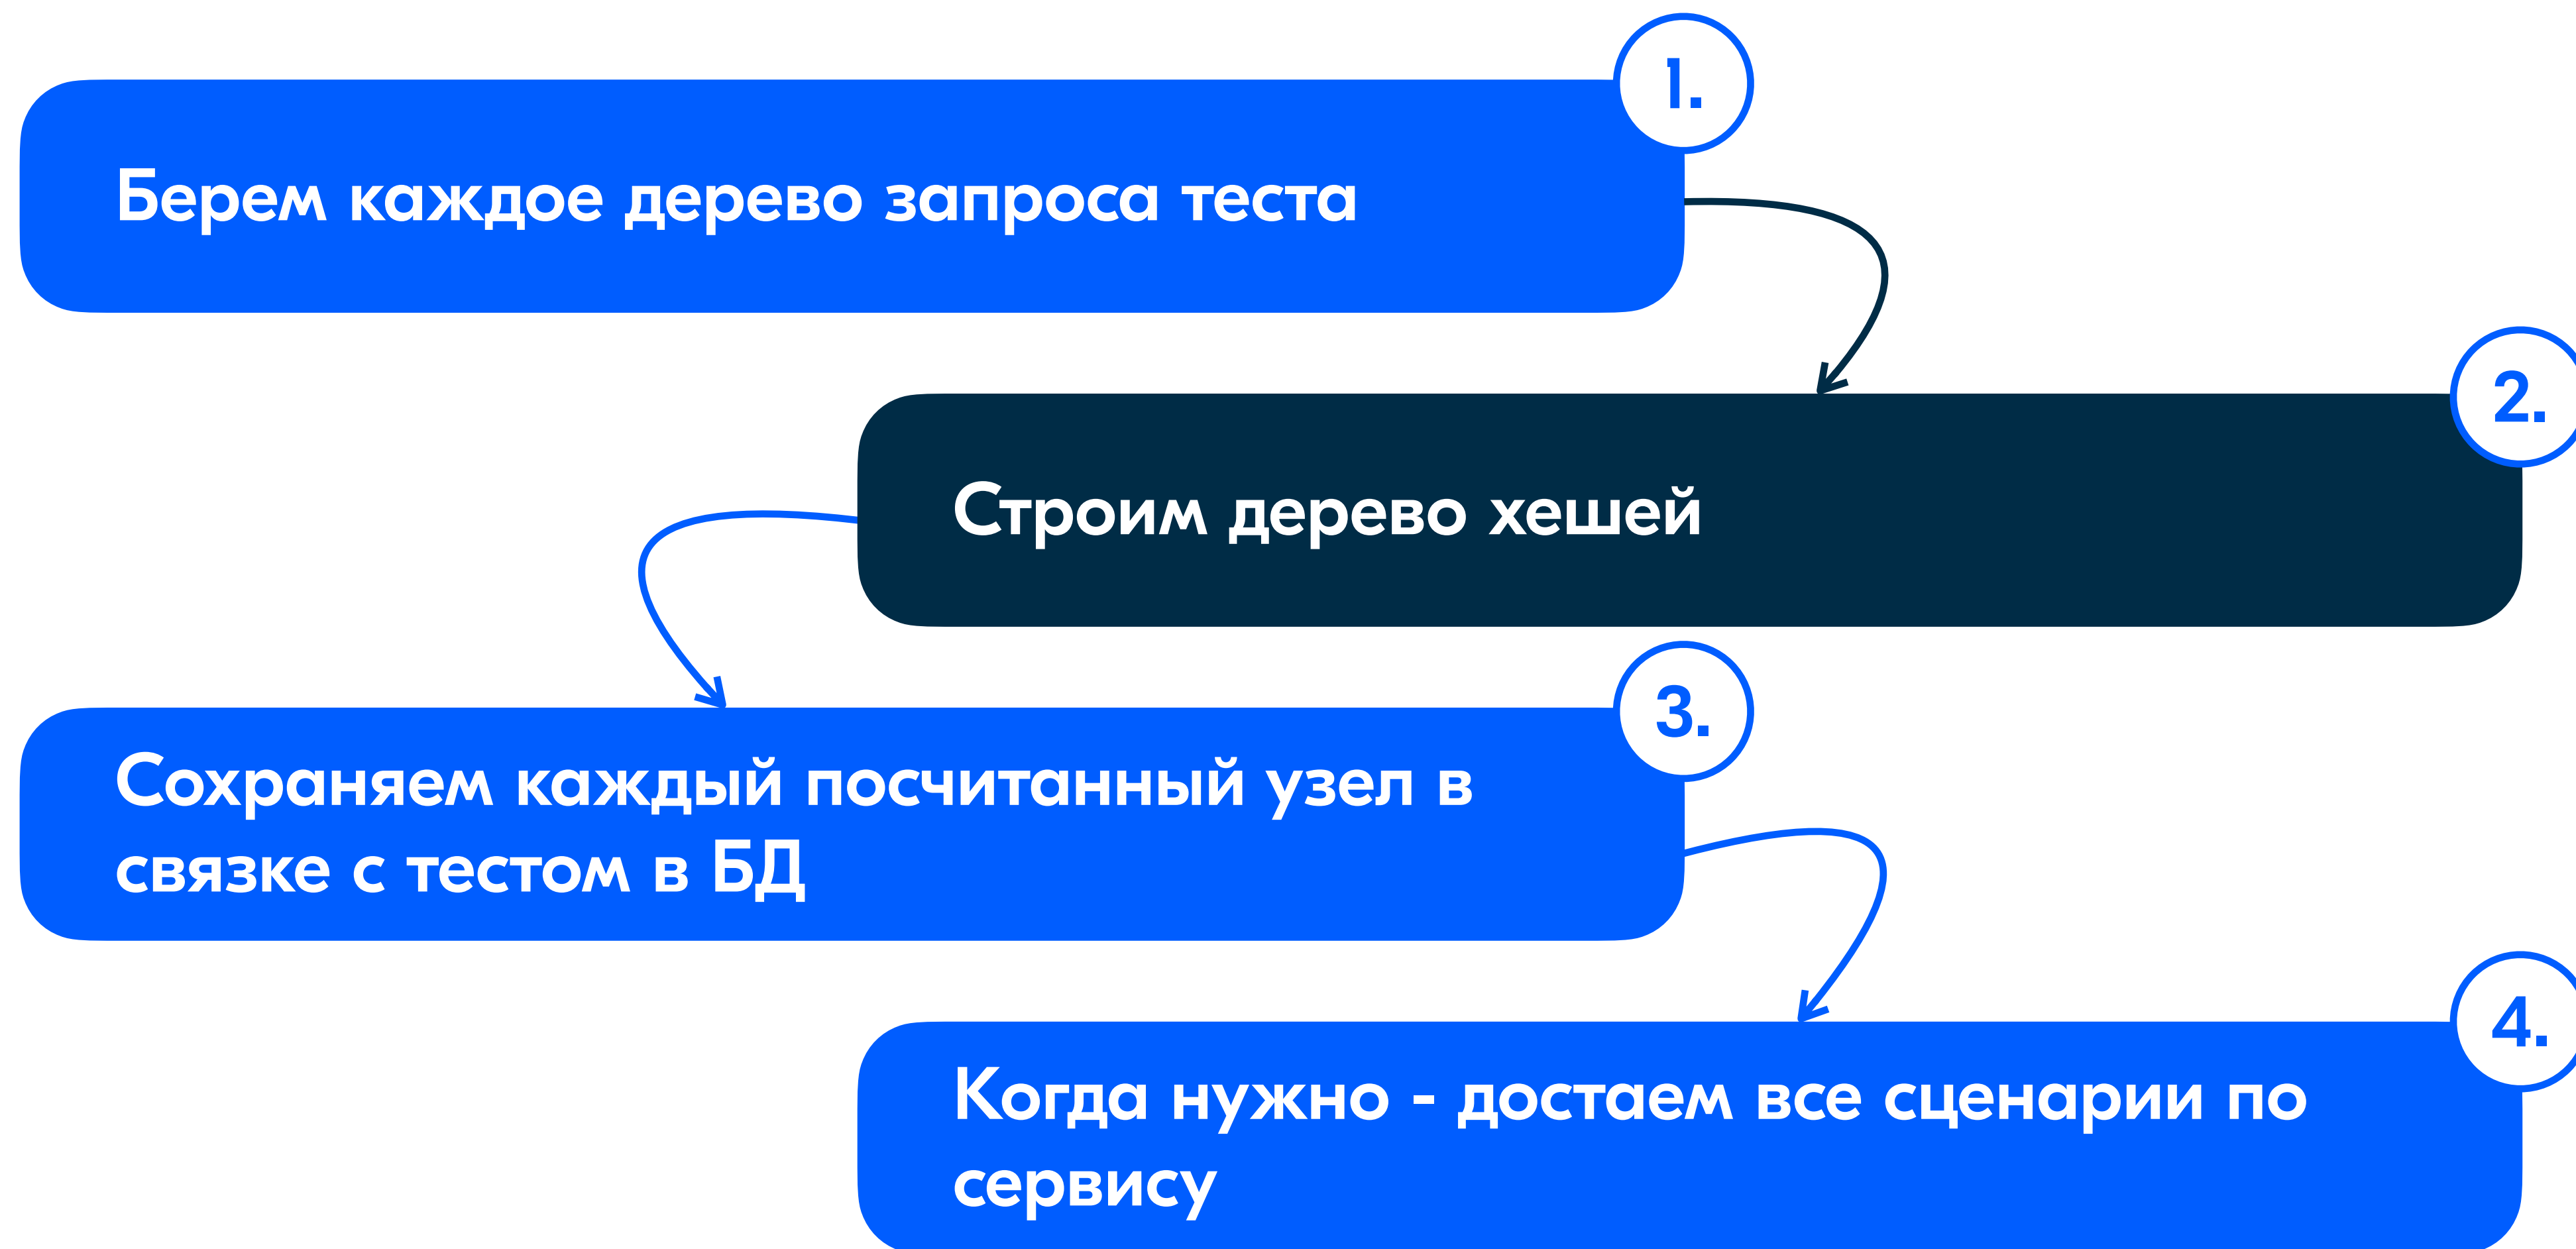 1.
Берем каждое дерево запроса теста
2.
Строим дерево хешей
3.
Сохраняем каждый посчитанный узел в
связке с тестом в БД
4.
Когда нужно - достаем все сценарии по
сервису